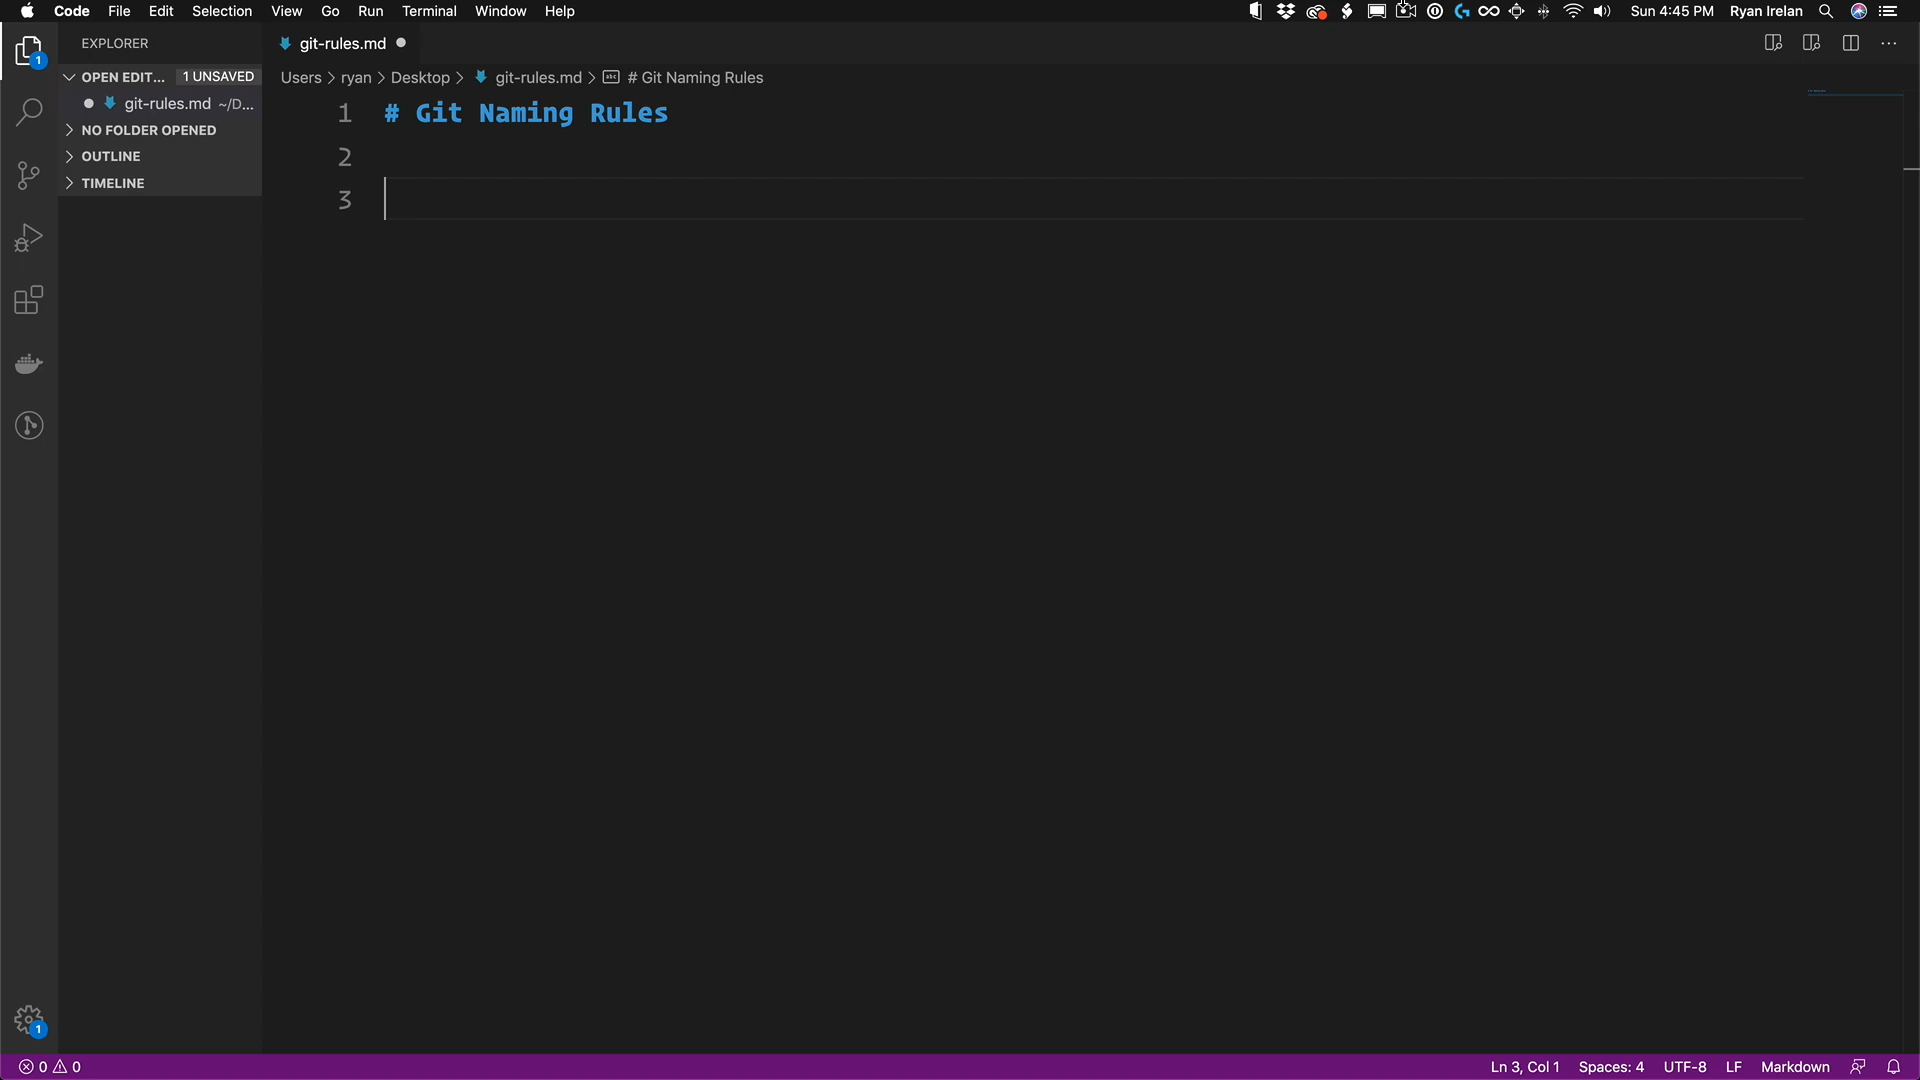 Code File Edit Selection View Go Run Terminal Window Help Sun 4:45 PM Ryan Irelan
EXPLORER
git-rules.md
OPEN EDIT... 1 UNSAVED
Users > ryan > Desktop > git-rules.md > # Git Naming Rules
git-rules.md ~/D...
NO FOLDER OPENED
OUTLINE
TIMELINE
1 # Git Naming Rules
2
3
1
1
0 0 Ln 3, Col 1 Spaces: 4 UTF-8 LF Markdown